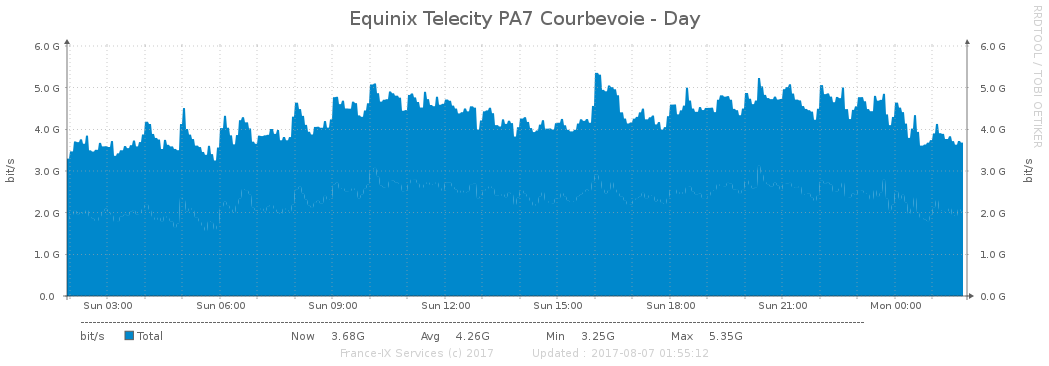 Equinix Telecity PA7 Courbevoie - Day
RRDTOOL / TOBI OETIKER
bit/s
6.0 G
5.0 G
4.0 G
3.0 G
2.0 G
1.0 G
0.0
6.0 G
5.0 G
4.0 G
3.0 G
2.0 G
1.0 G
0.0 G
bit/s
Sun 03:00 Sun 06:00 Sun 09:00 Sun 12:00 Sun 15:00 Sun 18:00 Sun 21:00 Mon 00:00
bit/s Total Now 3.68G Avg 4.26G Min 3.25G Max 5.35G
France-IX Services (c) 2017 Updated : 2017-08-07 01:55:12